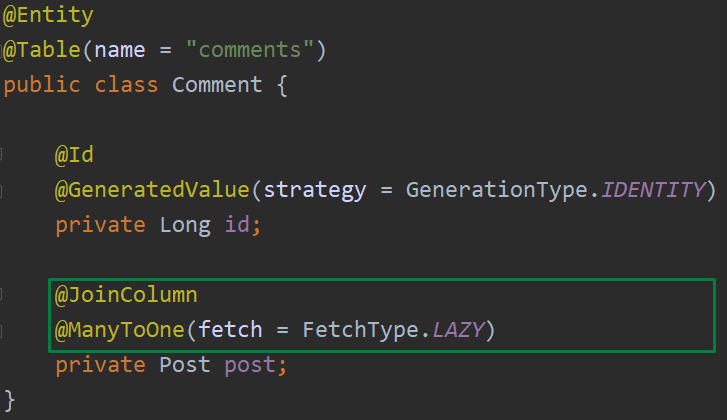 @Entity
@Table(name = "comments")
public class Comment {
@Id
@GeneratedValue(strategy = GenerationType.IDENTITY)
private Long id;
@JoinColumn
@ManyToOne(fetch = FetchType.LAZY)
private Post post;
}